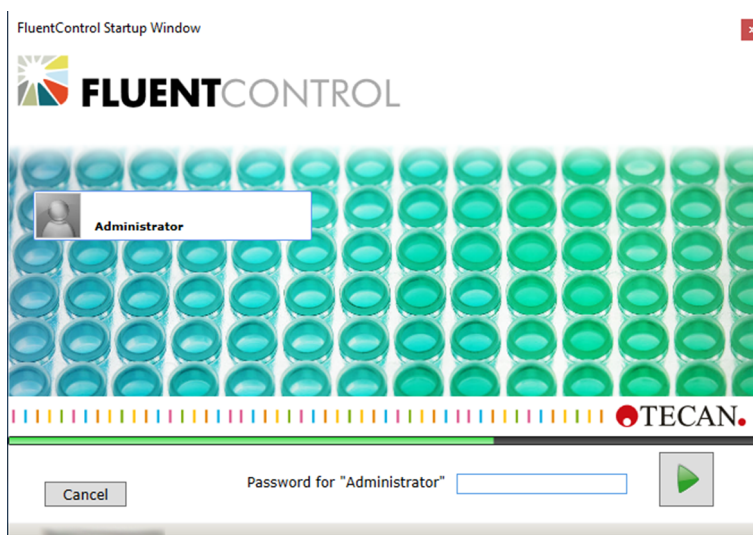 FluentControl Startup Window
FLUENTCONTROL
Administrator
TECAN.
Password for "Administrator"
Cancel